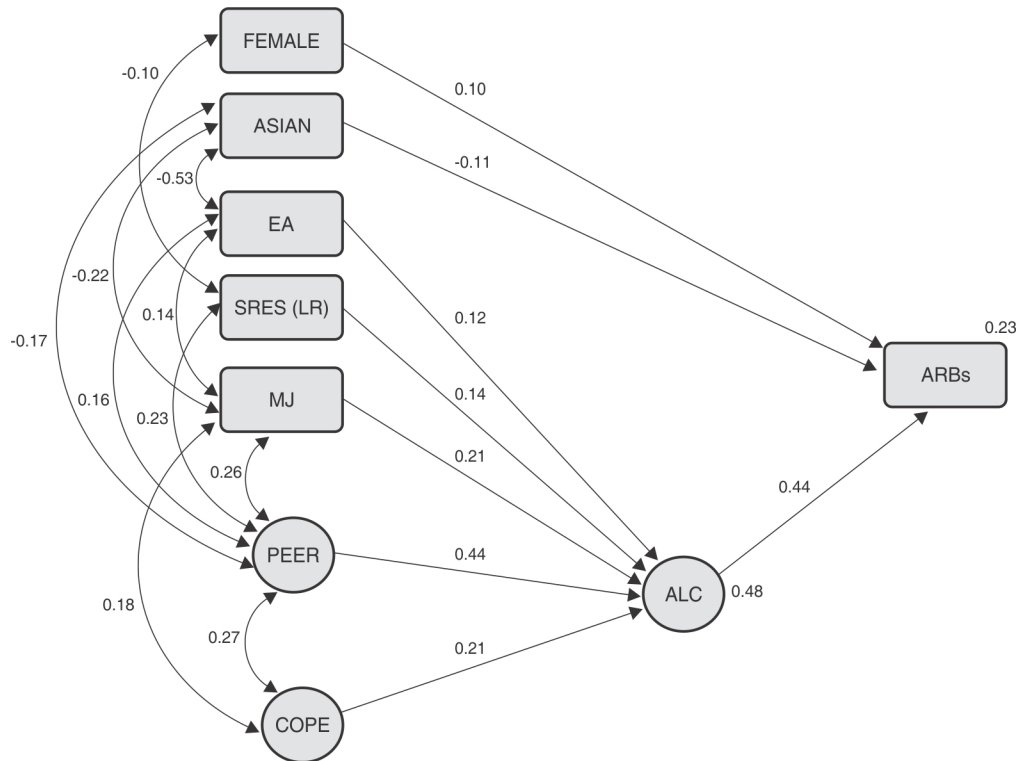 FEMALE
-0.10
0.10
ASIAN
-0.11
-0.53
EA
-0.22
SRES (LR)
0.14
0.12
0.23
-0.17
ARBs
MJ
0.16
0.14
0.23
0.21
0.26
0.44
PEER
0.44
ALC
0.48
0.18
0.27
0.21
COPE